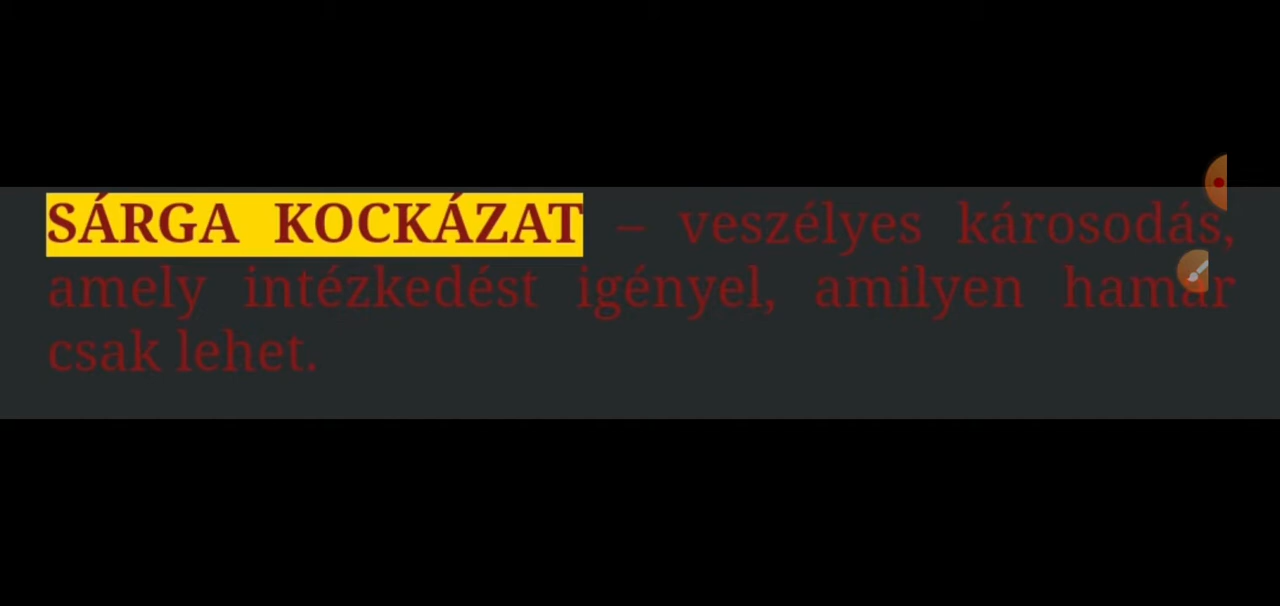 SÁRGA KOCKÁZAT – veszélyes károsodás,
amely intézkedést igényel, amilyen hamar
csak lehet.